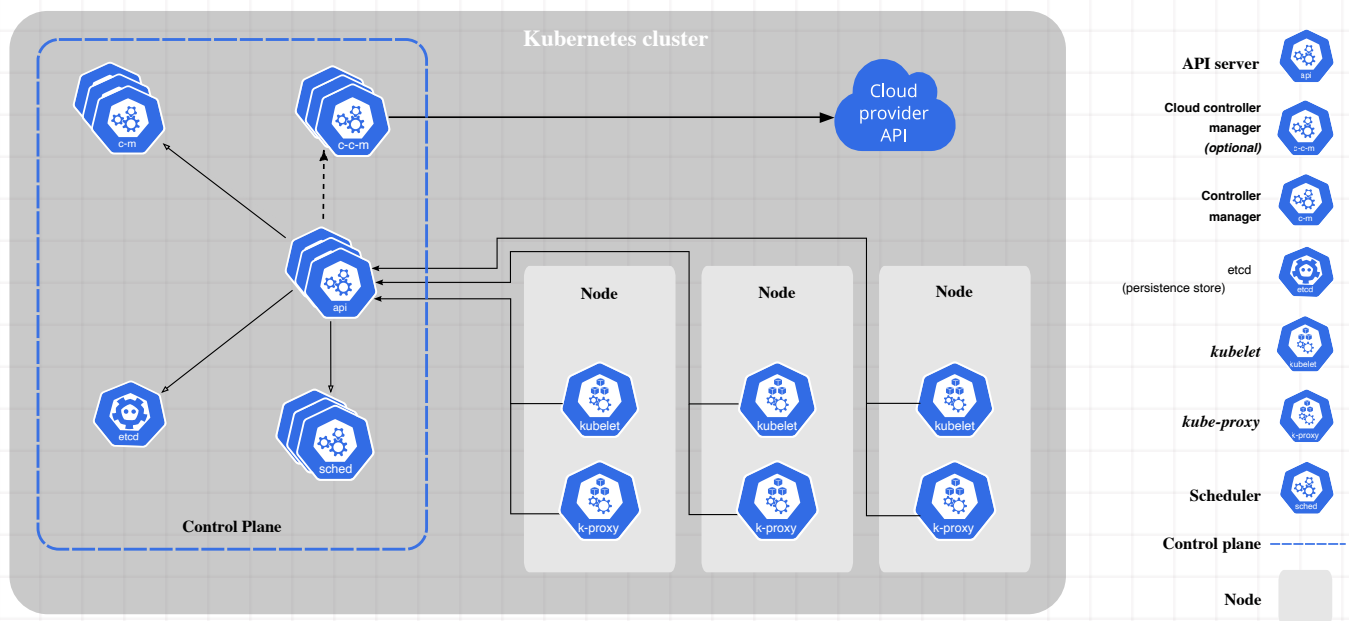 Kubernetes cluster
c-m
c-c-m
Cloud
provider
API
api
Node
Node
Node
etcd
sched
kubelet
kubelet
kubelet
k-proxy
k-proxy
k-proxy
Control Plane
API server
api
Cloud controller
manager
(optional)
c-c-m
Controller
manager
c-m
etcd
(persistence store)
etcd
kubelet
kubelet
kube-proxy
k-proxy
Scheduler
sched
Control plane
Node